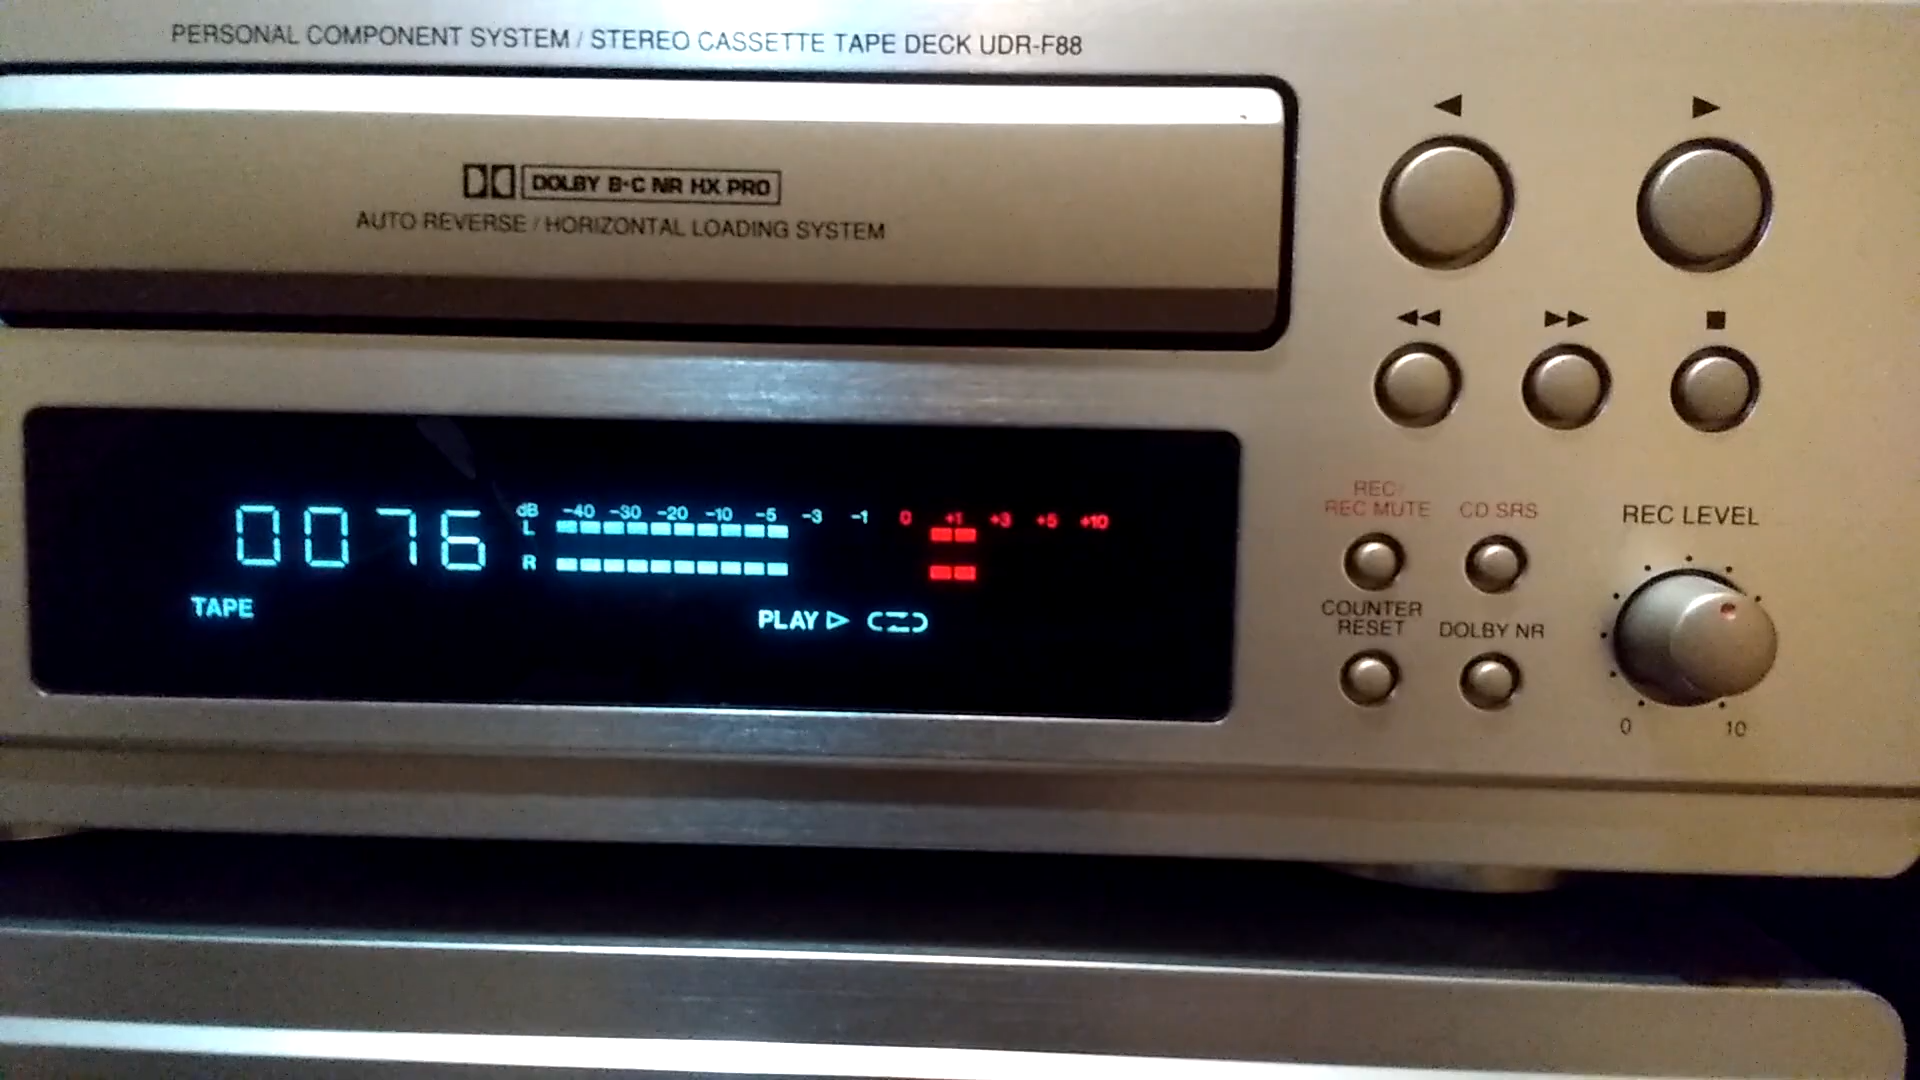 PERSONAL COMPONENT SYSTEM / STEREO CASSETTE TAPE DECK UDR-F88
DOLBY B·C NR HX PRO
AUTO REVERSE / HORIZONTAL LOADING SYSTEM
0076
dB -40 -30 -20 -10 -5 -3 -1 0 +1 +3 +5 +10
L
R
TAPE
PLAY
REC/
REC MUTE
CD SRS
REC LEVEL
COUNTER
RESET
DOLBY NR
0 10